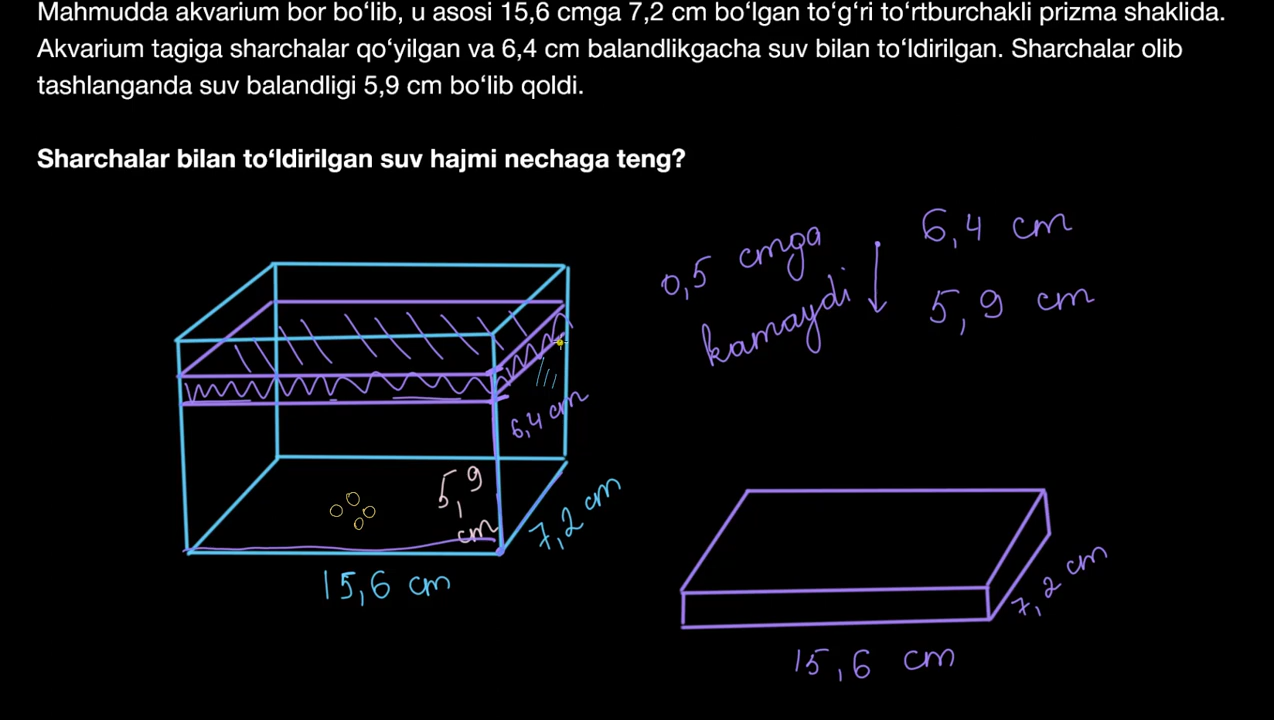 Mahmudda akvarium bor bo‘lib, u asosi 15,6 cmga 7,2 cm bo‘lgan to‘g‘ri to‘rtburchakli prizma shaklida.
Akvarium tagiga sharchalar qo‘yilgan va 6,4 cm balandlikgacha suv bilan to‘ldirilgan. Sharchalar olib
tashlanganda suv balandligi 5,9 cm bo‘lib qoldi.
Sharchalar bilan to‘ldirilgan suv hajmi nechaga teng?
0,5 cmga
kamaydi
6,4 cm
5,9 cm
6,4 cm
5,9
cm
7,2 cm
15,6 cm
7,2 cm
15,6 cm